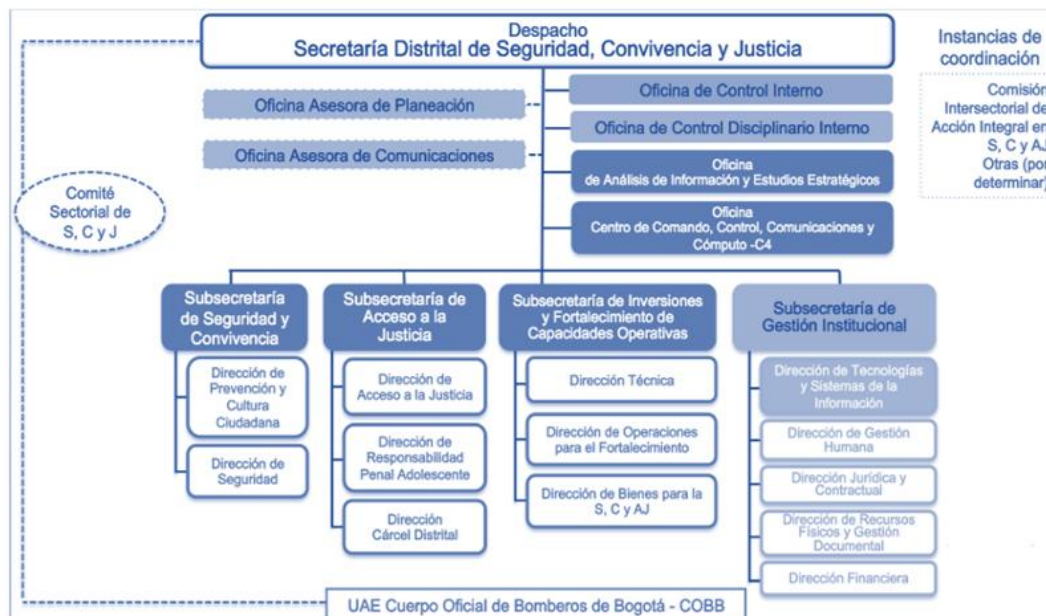 Despacho
Secretaría Distrital de Seguridad, Convivencia y Justicia
Instancias de
coordinación
Comisión
Intersectorial de
Acción Integral en
S, C y AJ
Otras (por
determinar)
Oficina Asesora de Planeación
Oficina Asesora de Comunicaciones
Oficina de Control Interno
Oficina de Control Disciplinario Interno
Oficina
de Análisis de Información y Estudios Estratégicos
Oficina
Centro de Comando, Control, Comunicaciones y
Cómputo -C4
Comité
Sectorial de
S, C y J
Subsecretaría
de Seguridad y
Convivencia
Dirección de
Prevención y
Cultura
Ciudadana
Dirección de
Seguridad
Subsecretaría de
Acceso a la
Justicia
Dirección de
Acceso a la Justicia
Dirección de
Responsabilidad
Penal Adolescente
Dirección
Cárcel Distrital
Subsecretaría de Inversiones
y Fortalecimiento de
Capacidades Operativas
Dirección Técnica
Dirección de Operaciones
para el Fortalecimiento
Dirección de Bienes para la
S, C y AJ
Subsecretaría de
Gestión Institucional
Dirección de Tecnologías
y Sistemas de la
Información
Dirección de Gestión
Humana
Dirección Jurídica y
Contractual
Dirección de Recursos
Físicos y Gestión
Documental
Dirección Financiera
UAE Cuerpo Oficial de Bomberos de Bogotá - COBB